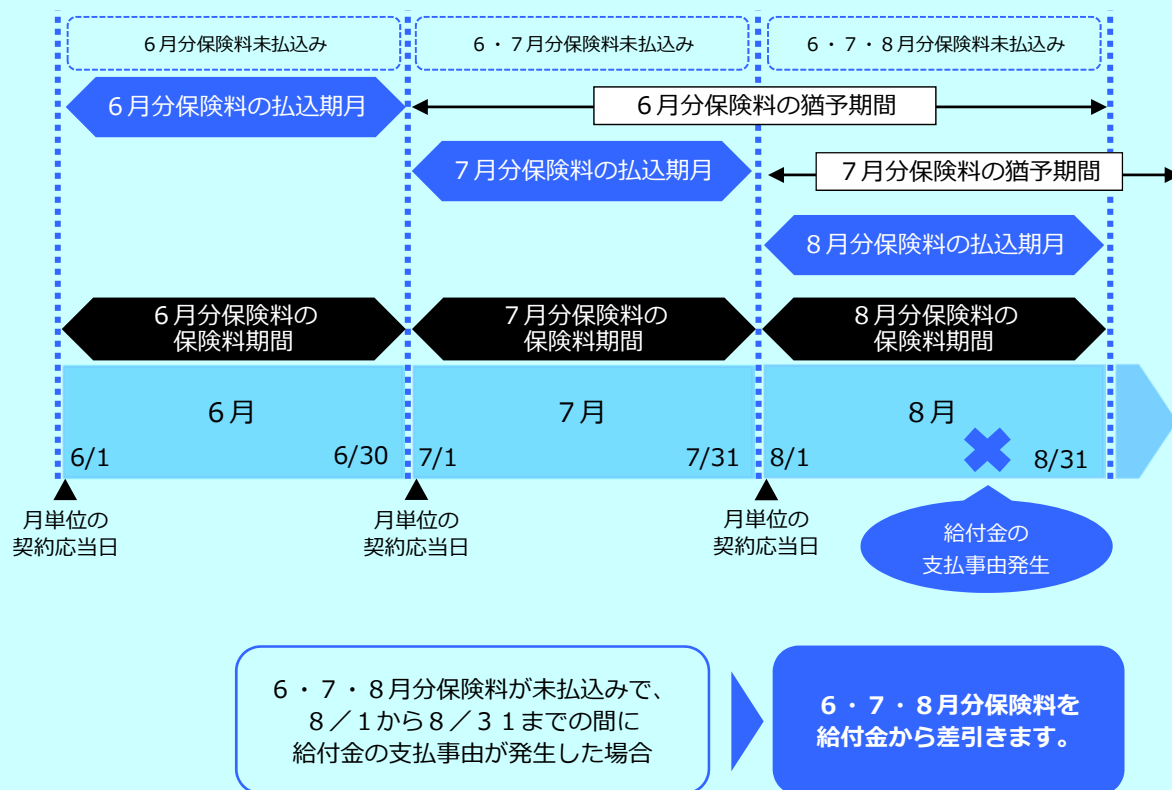 ６月分保険料未払込み
６・７月分保険料未払込み
６・７・８月分保険料未払込み
６月分保険料の払込期月
６月分保険料の猶予期間
７月分保険料の払込期月
７月分保険料の猶予期間
８月分保険料の払込期月
６月分保険料の
保険料期間
７月分保険料の
保険料期間
８月分保険料の
保険料期間
６月
７月
８月
6/1
6/30
7/1
7/31
8/1
8/31
月単位の
契約応当日
月単位の
契約応当日
月単位の
契約応当日
給付金の
支払事由発生
６・７・８月分保険料が未払込みで、
８／１から８／３１までの間に
給付金の支払事由が発生した場合
６・７・８月分保険料を
給付金から差引きます。